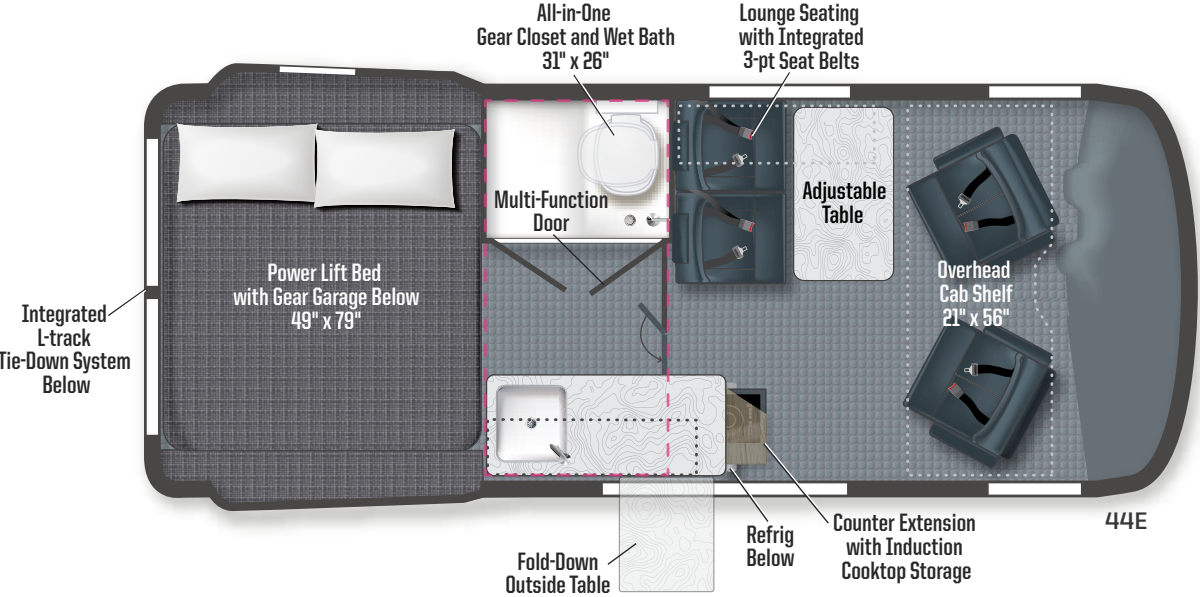 All-in-One
Gear Closet and Wet Bath
31" x 26"
Lounge Seating
with Integrated
3-pt Seat Belts
Multi-Function
Door
Adjustable
Table
Power Lift Bed
with Gear Garage Below
49" x 79"
Overhead
Cab Shelf
21" x 56"
Integrated
L-track
Tie-Down System
Below
Fold-Down
Outside Table
Refrig
Below
Counter Extension
with Induction
Cooktop Storage
44E